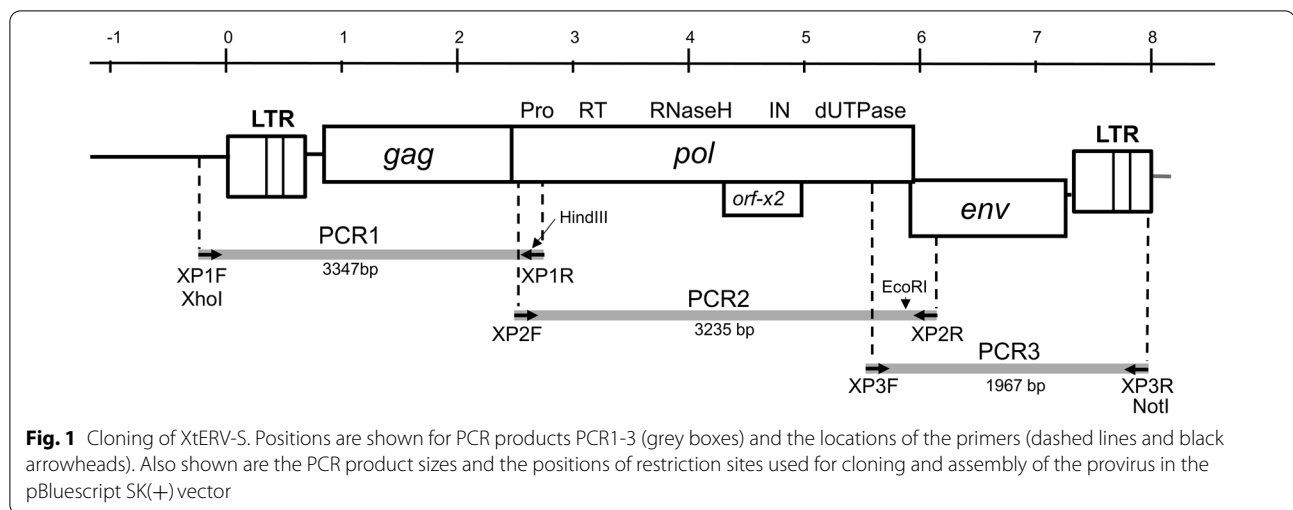 -1 0 1 2 3 4 5 6 7 8
Pro RT RNaseH IN dUTPase
LTR LTR
gag pol
orf-x2
env
HindIII
PCR1
3347bp
XP1F XP1R
XhoI
EcoRI
PCR2
3235 bp
XP2F XP2R
PCR3
1967 bp
XP3F XP3R
NotI
Fig. 1 Cloning of XtERV-S. Positions are shown for PCR products PCR1-3 (grey boxes) and the locations of the primers (dashed lines and black
arrowheads). Also shown are the PCR product sizes and the positions of restriction sites used for cloning and assembly of the provirus in the
pBluescript SK(+) vector